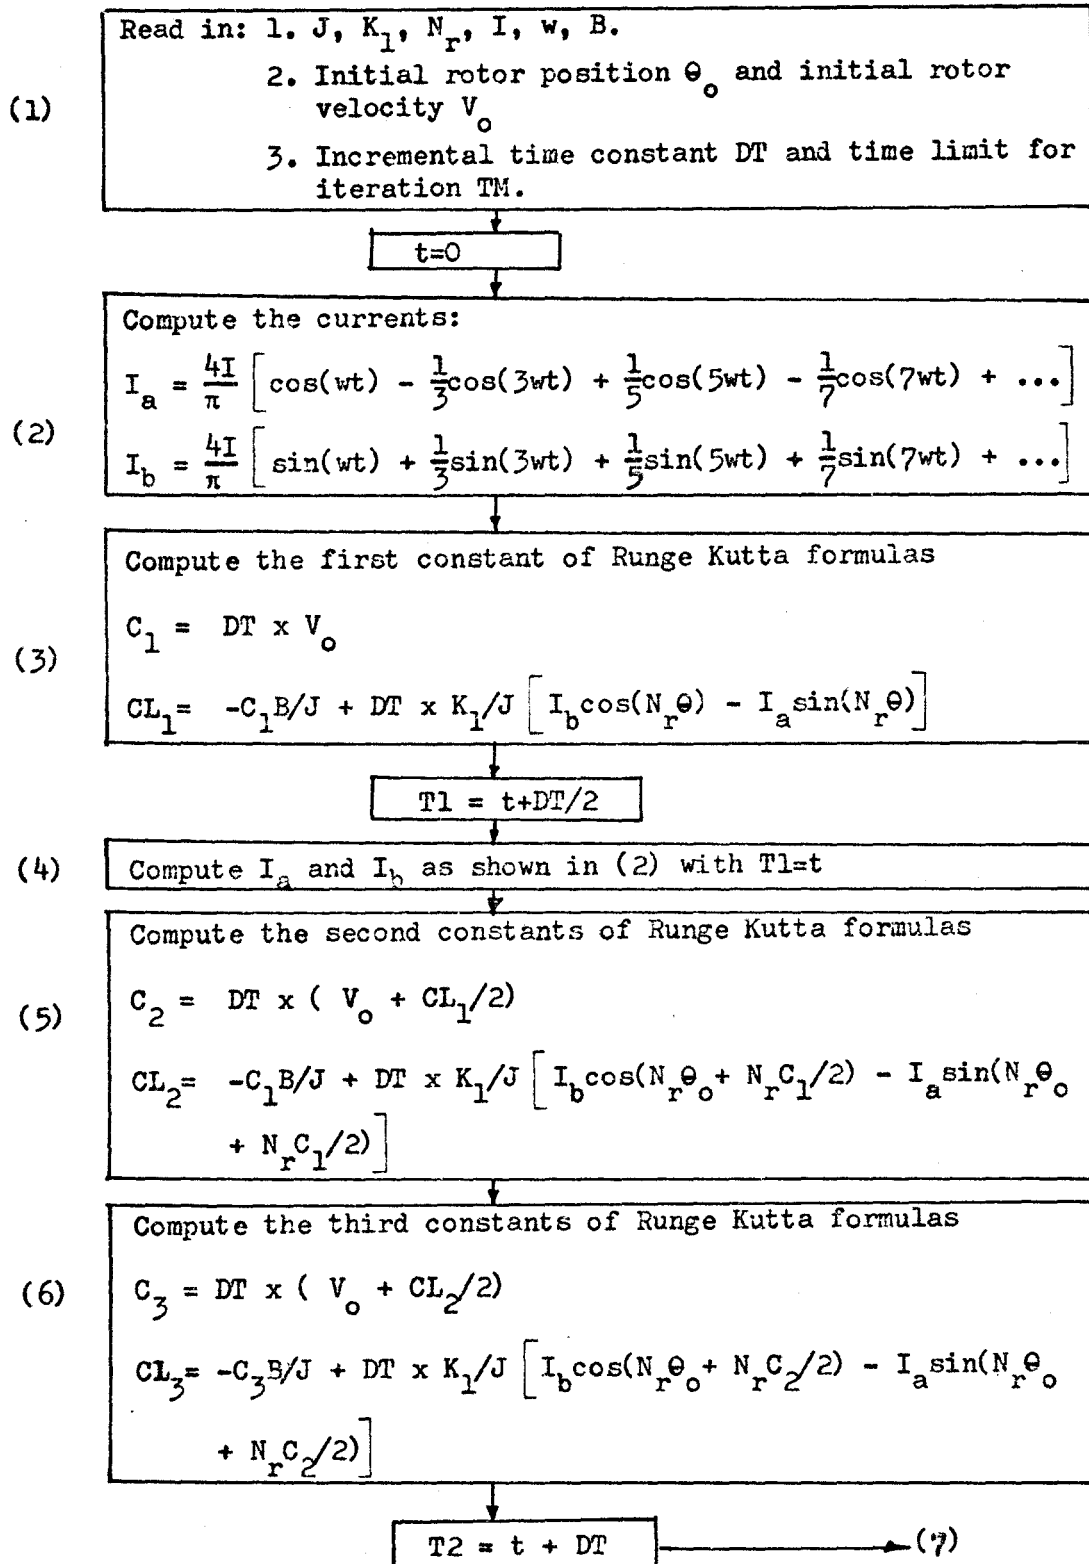 (1)
Read in: 1. J, K₁, Nᵣ, I, w, B.
2. Initial rotor position θₒ and initial rotor
velocity Vₒ
3. Incremental time constant DT and time limit for
iteration TM.
t=0
(2)
Compute the currents:
Iₐ = 4I/π [cos(wt) - 1/3cos(3wt) + 1/5cos(5wt) - 1/7cos(7wt) + ...]
I_b = 4I/π [sin(wt) + 1/3sin(3wt) + 1/5sin(5wt) + 1/7sin(7wt) + ...]
(3)
Compute the first constant of Runge Kutta formulas
C₁ = DT x Vₒ
CL₁= -C₁B/J + DT x K₁/J [I_bcos(Nᵣθ) - Iₐsin(Nᵣθ)]
T1 = t+DT/2
(4)
Compute Iₐ and I_b as shown in (2) with T1=t
(5)
Compute the second constants of Runge Kutta formulas
C₂ = DT x ( Vₒ + CL₁/2)
CL₂= -C₁B/J + DT x K₁/J [I_bcos(Nᵣθₒ+ NᵣC₁/2) - Iₐsin(Nᵣθₒ
+ NᵣC₁/2)]
(6)
Compute the third constants of Runge Kutta formulas
C₃ = DT x ( Vₒ + CL₂/2)
CL₃= -C₃B/J + DT x K₁/J [I_bcos(Nᵣθₒ+ NᵣC₂/2) - Iₐsin(Nᵣθₒ
+ NᵣC₂/2)]
T2 = t + DT
(7)